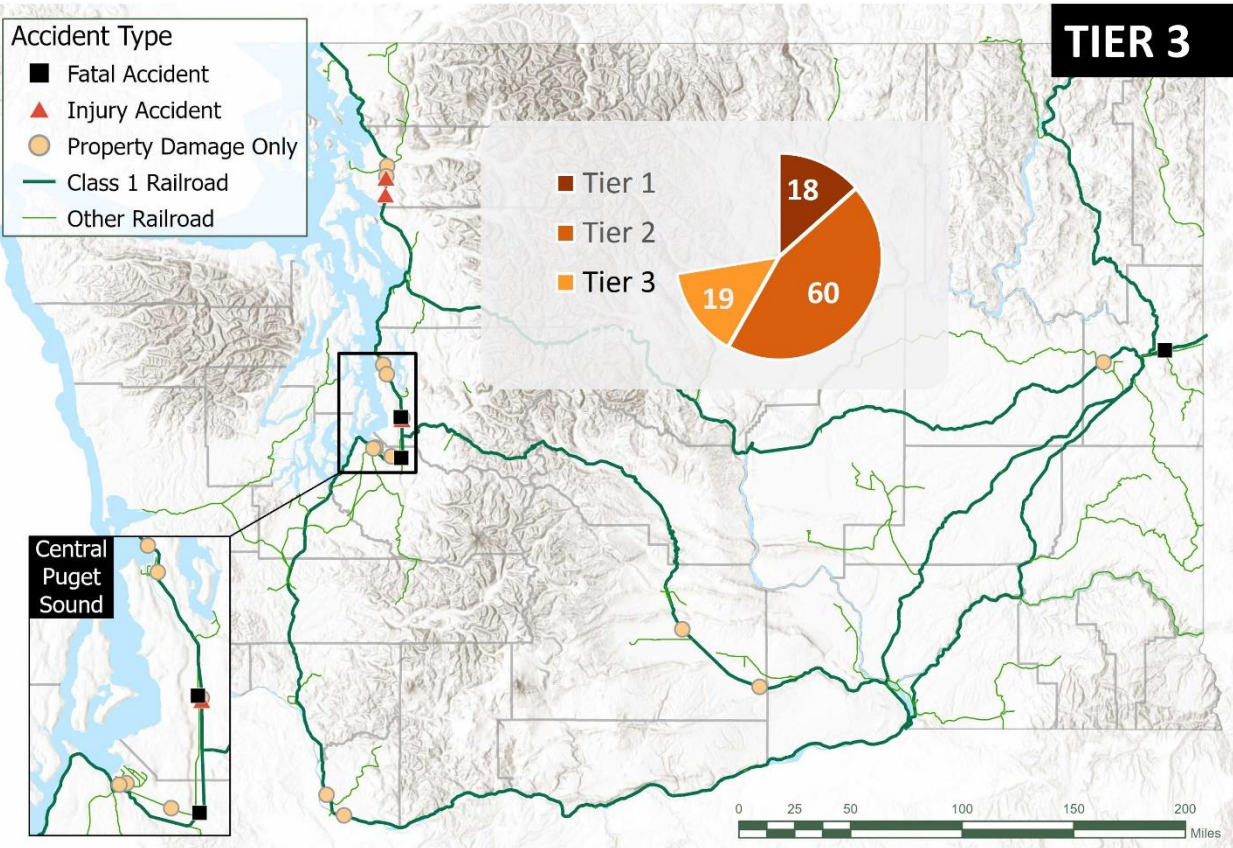 TIER 3
Accident Type
Fatal Accident
Injury Accident
Property Damage Only
Class 1 Railroad
Other Railroad
Tier 1
Tier 2
Tier 3
18
60
19
Central
Puget
Sound
0 25 50 100 150 200
Miles